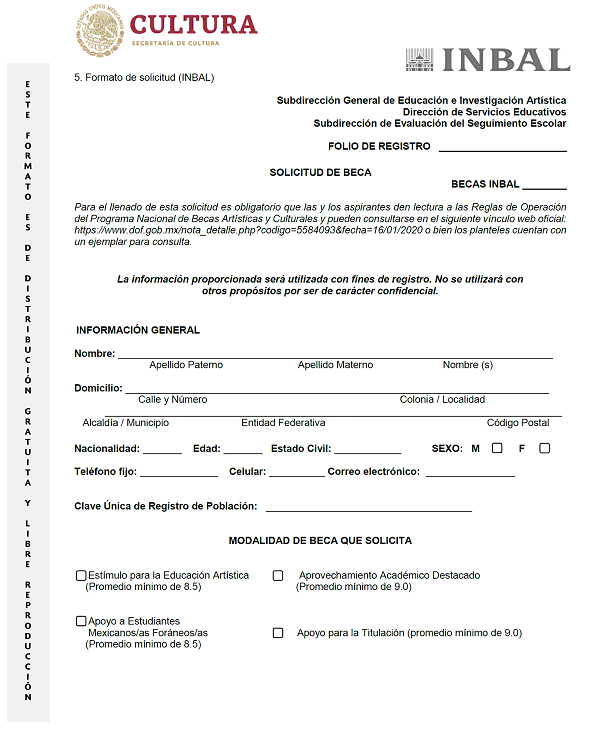 CULTURA
SECRETARÍA DE CULTURA
INBAL
5. Formato de solicitud (INBAL)
Subdirección General de Educación e Investigación Artística
Dirección de Servicios Educativos
Subdirección de Evaluación del Seguimiento Escolar
FOLIO DE REGISTRO
SOLICITUD DE BECA
BECAS INBAL
Para el llenado de esta solicitud es obligatorio que las y los aspirantes den lectura a las Reglas de Operación
del Programa Nacional de Becas Artísticas y Culturales y pueden consultarse en el siguiente vínculo web oficial:
https://www.dof.gob.mx/nota_detalle.php?codigo=5584093&fecha=16/01/2020 o bien los planteles cuentan con
un ejemplar para consulta.
La información proporcionada será utilizada con fines de registro. No se utilizará con
otros propósitos por ser de carácter confidencial.
INFORMACIÓN GENERAL
Nombre:
Apellido Paterno Apellido Materno Nombre (s)
Domicilio:
Calle y Número Colonia / Localidad
Alcaldía / Municipio Entidad Federativa Código Postal
Nacionalidad: Edad: Estado Civil: SEXO: M F
Teléfono fijo: Celular: Correo electrónico:
Clave Única de Registro de Población:
MODALIDAD DE BECA QUE SOLICITA
Estímulo para la Educación Artística Aprovechamiento Académico Destacado
(Promedio mínimo de 8.5) (Promedio mínimo de 9.0)
Apoyo a Estudiantes
Mexicanos/as Foráneos/as Apoyo para la Titulación (promedio mínimo de 9.0)
(Promedio mínimo de 8.5)
ESTE FORMATO ES DE DISTRIBUCIÓN GRATUITA Y LIBRE REPRODUCCIÓN